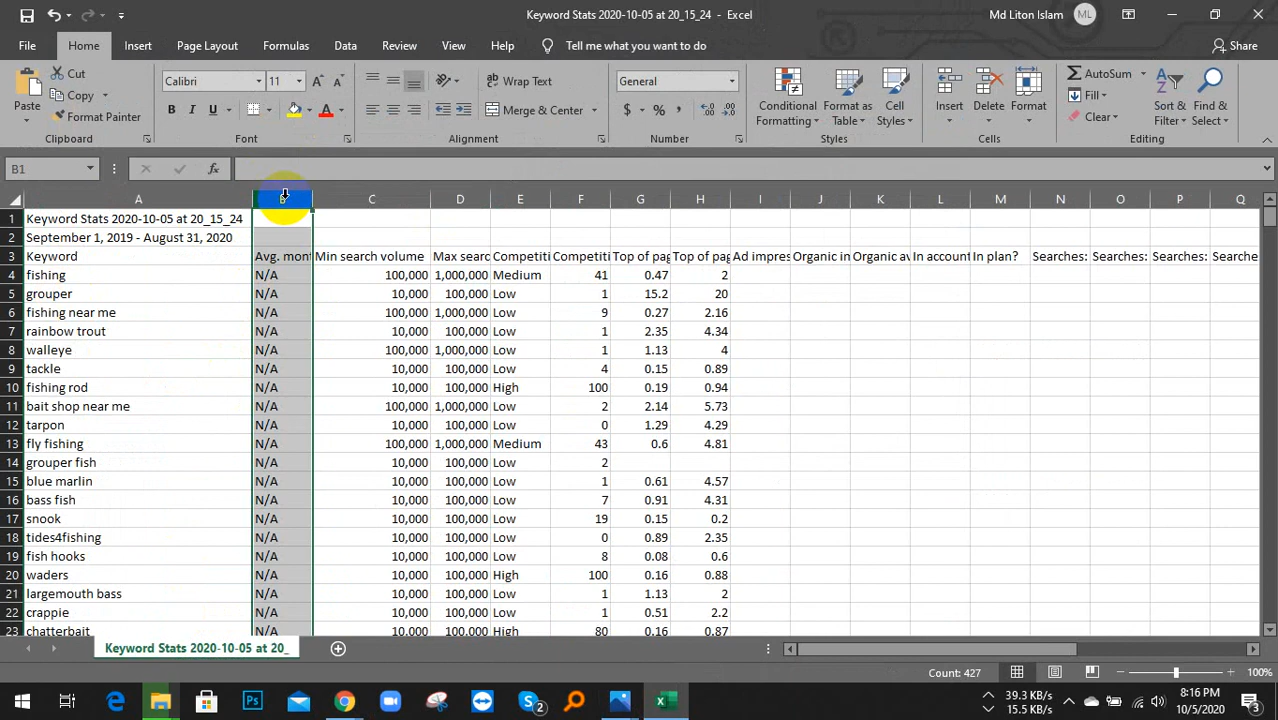 Keyword Stats 2020-10-05 at 20_15_24 - Excel
Md Liton Islam ML
File Home Insert Page Layout Formulas Data Review View Help Tell me what you want to do Share
Paste Cut Copy Format Painter Clipboard
Calibri 11 A A B I U A Font
ab Wrap Text Merge & Center Alignment
General $ % , Number
Conditional Formatting Format as Table Cell Styles Styles
Insert Delete Format Cells
AutoSum Fill Clear Sort & Filter Find & Select Editing
B1 fx
A B C D E F G H I J K L M N O P Q
1 Keyword Stats 2020-10-05 at 20_15_24
2 September 1, 2019 - August 31, 2020
3 Keyword Avg. mont Min search volume Max searc Competiti Competiti Top of pag Top of pag Ad impres Organic in Organic av In account In plan? Searches: Searches: Searches: Searche
4 fishing N/A 100,000 1,000,000 Medium 41 0.47 2
5 grouper N/A 10,000 100,000 Low 1 15.2 20
6 fishing near me N/A 100,000 1,000,000 Low 9 0.27 2.16
7 rainbow trout N/A 10,000 100,000 Low 1 2.35 4.34
8 walleye N/A 100,000 1,000,000 Low 1 1.13 4
9 tackle N/A 10,000 100,000 Low 4 0.15 0.89
10 fishing rod N/A 10,000 100,000 High 100 0.19 0.94
11 bait shop near me N/A 100,000 1,000,000 Low 2 2.14 5.73
12 tarpon N/A 10,000 100,000 Low 0 1.29 4.29
13 fly fishing N/A 100,000 1,000,000 Medium 43 0.6 4.81
14 grouper fish N/A 10,000 100,000 Low 2
15 blue marlin N/A 10,000 100,000 Low 1 0.61 4.57
16 bass fish N/A 10,000 100,000 Low 7 0.91 4.31
17 snook N/A 10,000 100,000 Low 19 0.15 0.2
18 tides4fishing N/A 10,000 100,000 Low 0 0.89 2.35
19 fish hooks N/A 10,000 100,000 Low 8 0.08 0.6
20 waders N/A 10,000 100,000 High 100 0.16 0.88
21 largemouth bass N/A 10,000 100,000 Low 1 1.13 2
22 crappie N/A 10,000 100,000 Low 1 0.51 2.2
23 chatterbait N/A 10,000 100,000 High 80 0.16 0.87
Keyword Stats 2020-10-05 at 20_
Count: 427 100%
39.3 KB/s 8:16 PM
15.5 KB/s 10/5/2020
Ps S 2 3